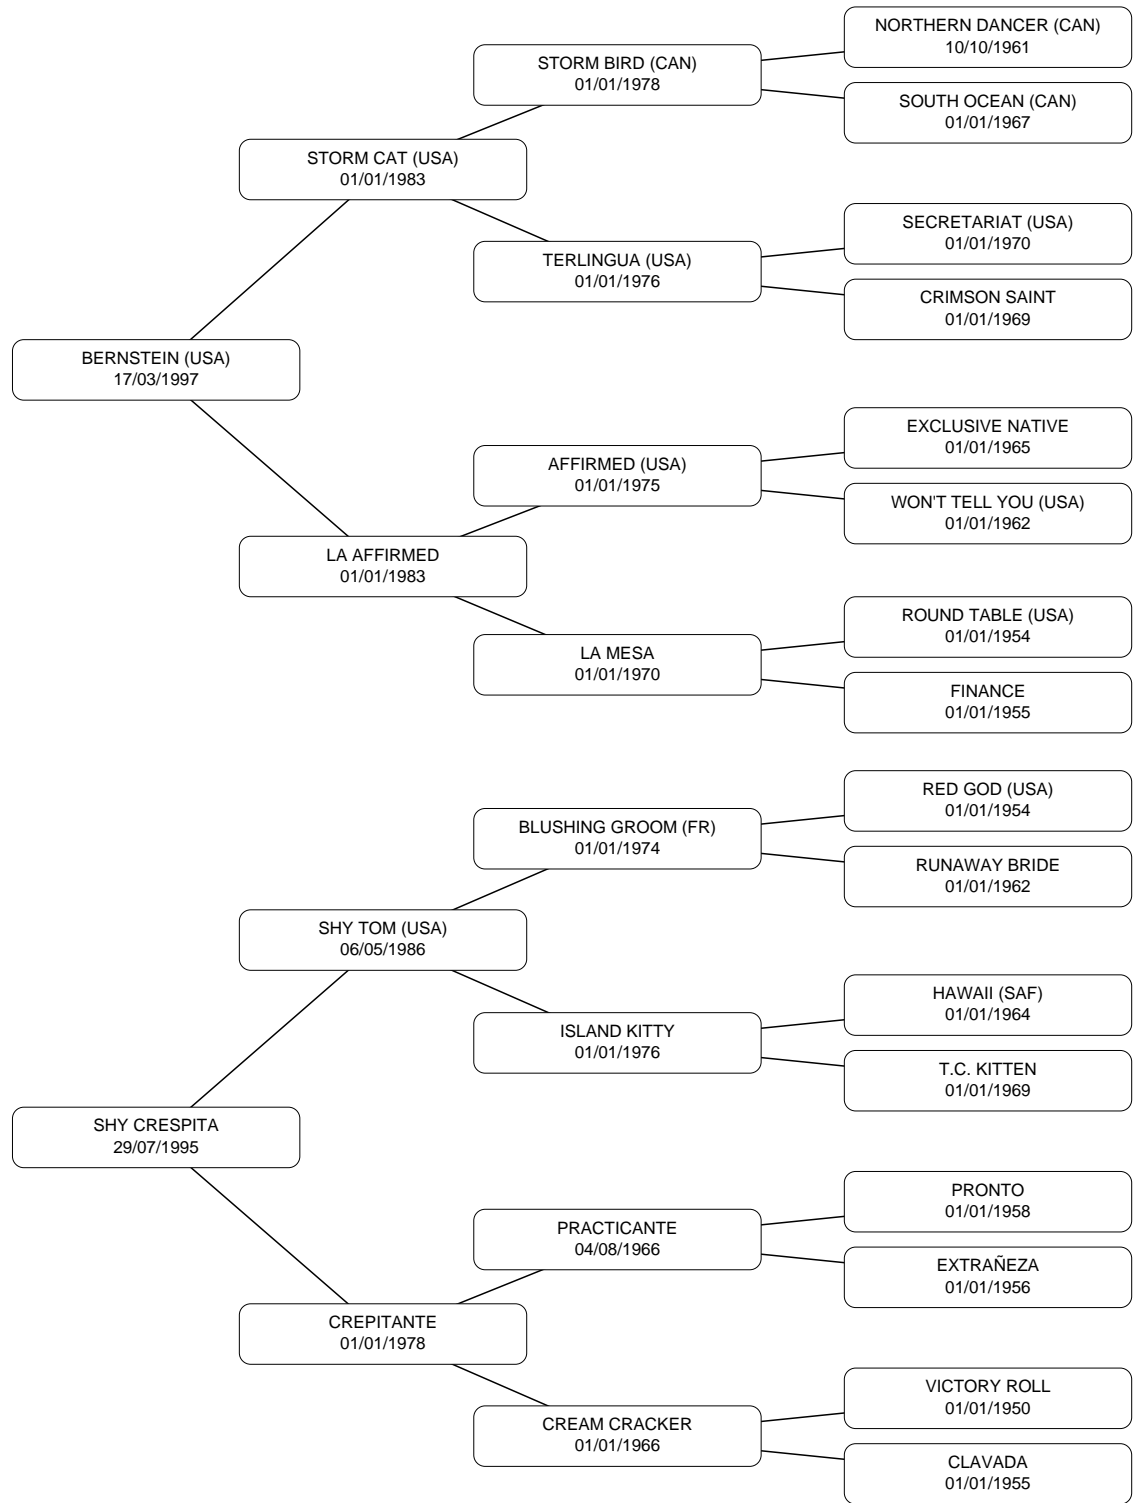 NORTHERN DANCER (CAN)
10/10/1961
STORM BIRD (CAN)
01/01/1978
SOUTH OCEAN (CAN)
01/01/1967
STORM CAT (USA)
01/01/1983
SECRETARIAT (USA)
01/01/1970
TERLINGUA (USA)
01/01/1976
CRIMSON SAINT
01/01/1969
BERNSTEIN (USA)
17/03/1997
EXCLUSIVE NATIVE
01/01/1965
AFFIRMED (USA)
01/01/1975
WON'T TELL YOU (USA)
01/01/1962
LA AFFIRMED
01/01/1983
ROUND TABLE (USA)
01/01/1954
LA MESA
01/01/1970
FINANCE
01/01/1955
RED GOD (USA)
01/01/1954
BLUSHING GROOM (FR)
01/01/1974
RUNAWAY BRIDE
01/01/1962
SHY TOM (USA)
06/05/1986
HAWAII (SAF)
01/01/1964
ISLAND KITTY
01/01/1976
T.C. KITTEN
01/01/1969
SHY CRESPITA
29/07/1995
PRONTO
01/01/1958
PRACTICANTE
04/08/1966
EXTRAÑEZA
01/01/1956
CREPITANTE
01/01/1978
VICTORY ROLL
01/01/1950
CREAM CRACKER
01/01/1966
CLAVADA
01/01/1955